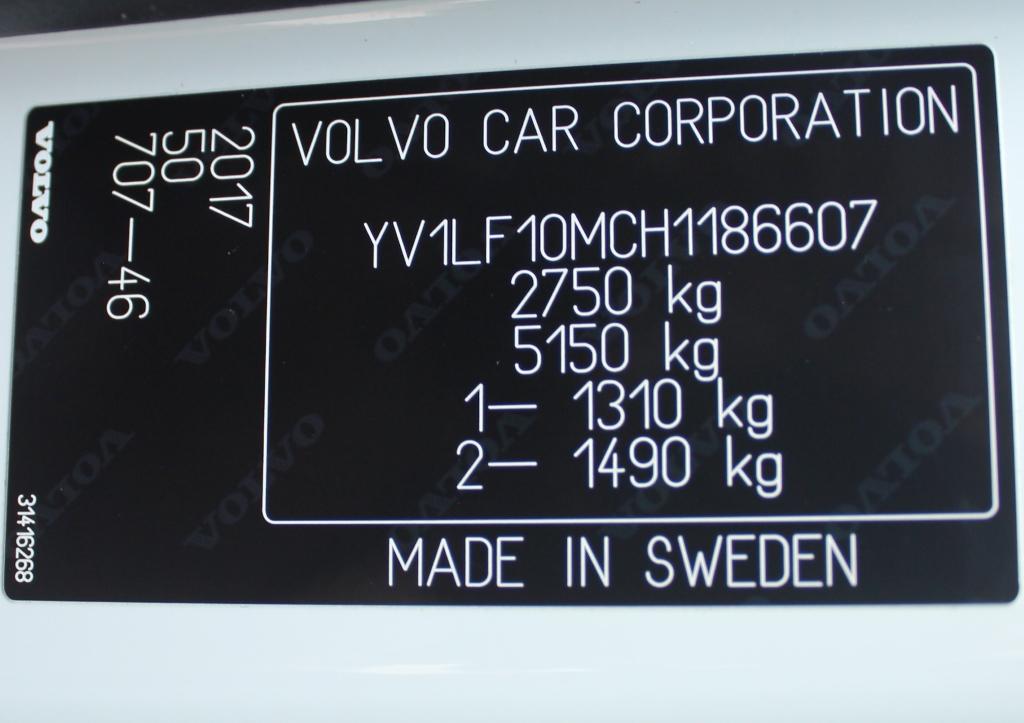 VOLVO
2017
50
707-46
31416268
VOLVO CAR CORPORATION
YV1LF10MCH1186607
2750 kg
5150 kg
1- 1310 kg
2- 1490 kg
MADE IN SWEDEN